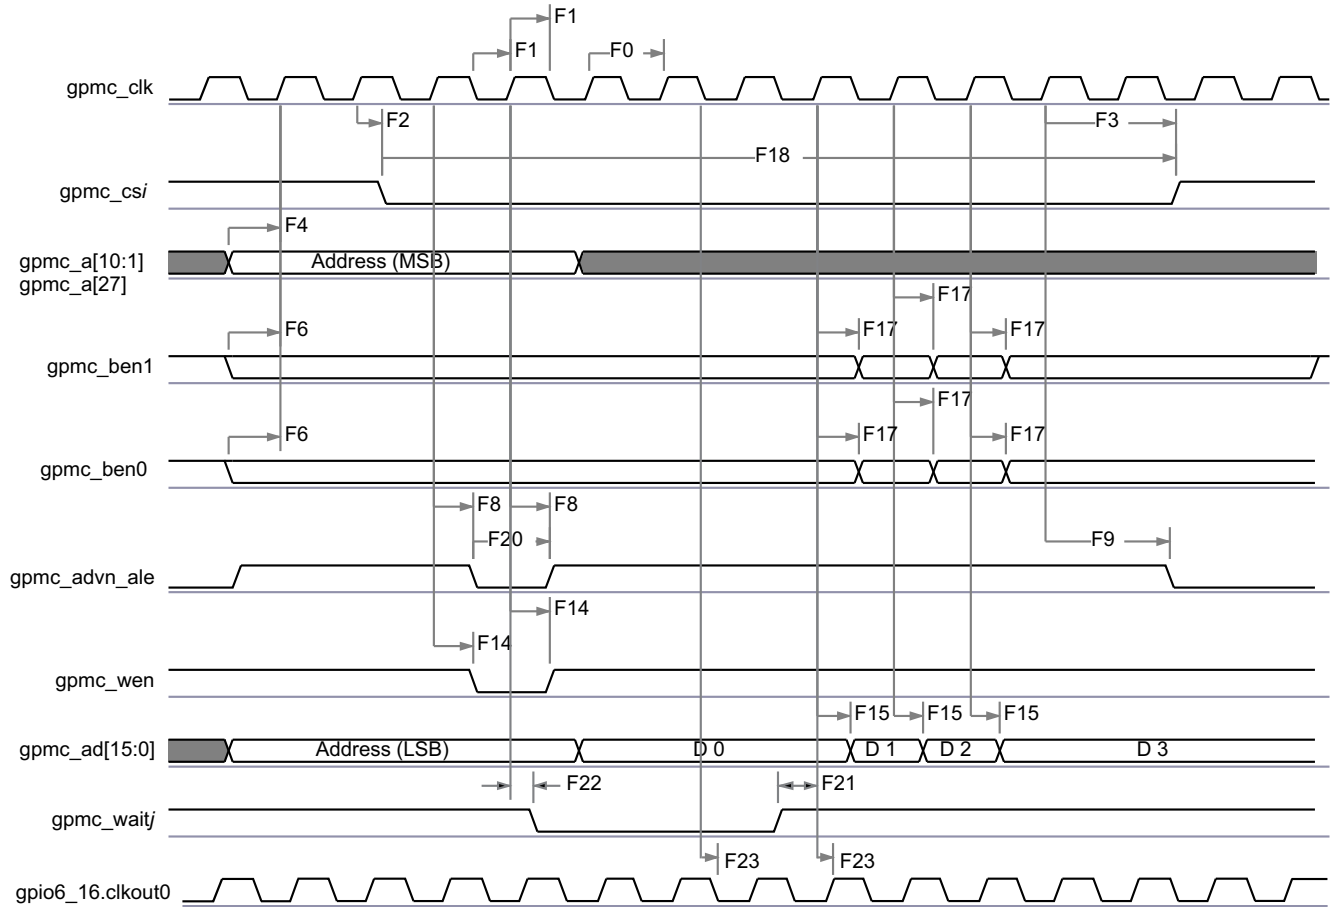 F1
F1
F0
gpmc_clk
F2
F3
F18
gpmc_csi
F4
gpmc_a[10:1]
Address (MSB)
gpmc_a[27]
F17
F6
F17
F17
gpmc_ben1
F17
F6
F17
F17
gpmc_ben0
F8
F8
F20
F9
gpmc_advn_ale
F14
F14
gpmc_wen
F15
F15
F15
gpmc_ad[15:0]
Address (LSB)
D 0
D 1
D 2
D 3
F22
F21
gpmc_waitj
F23
F23
gpio6_16.clkout0